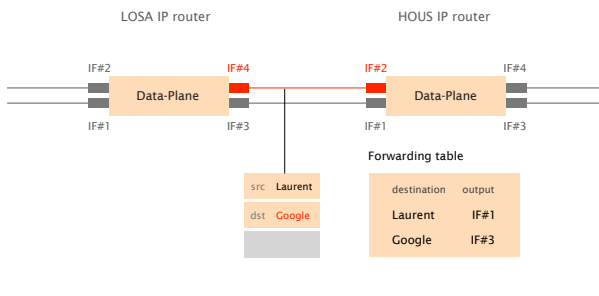 LOSA IP router
HOUS IP router
IF#2
IF#4
IF#2
IF#4
Data-Plane
Data-Plane
IF#1
IF#3
IF#1
IF#3
Forwarding table
src Laurent
dst Google
destination output
Laurent IF#1
Google IF#3